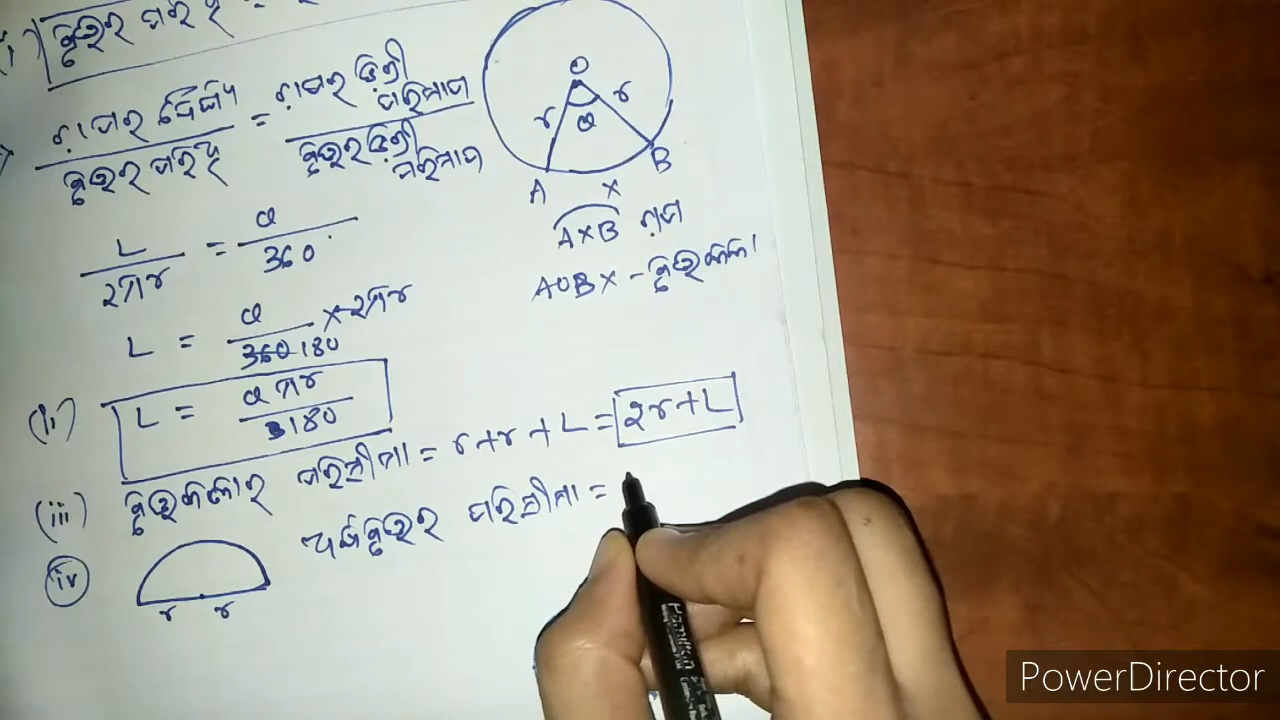 ବୃତ୍ତର
ଚାପର ଦୈର୍ଘ୍ୟ / ବୃତ୍ତର ପରିଧି = ଚାପର ଡିଗ୍ରୀ ପରିମାପ / ବୃତ୍ତର ଡିଗ୍ରୀ ପରିମାପ
O
r θ r
A x B
AxB ଚାପ
AOBX - ବୃତ୍ତକଳା
L / 2πr = θ / 360°
L = θ / 360 180 × 2πr
(ii) L = θπr / 180
(iii) ବୃତ୍ତକଳାର ପରିସୀମା = r+r+L = 2r+L
(iv) ଅର୍ଦ୍ଧବୃତ୍ତର ପରିସୀମା =
r r
PowerDirector